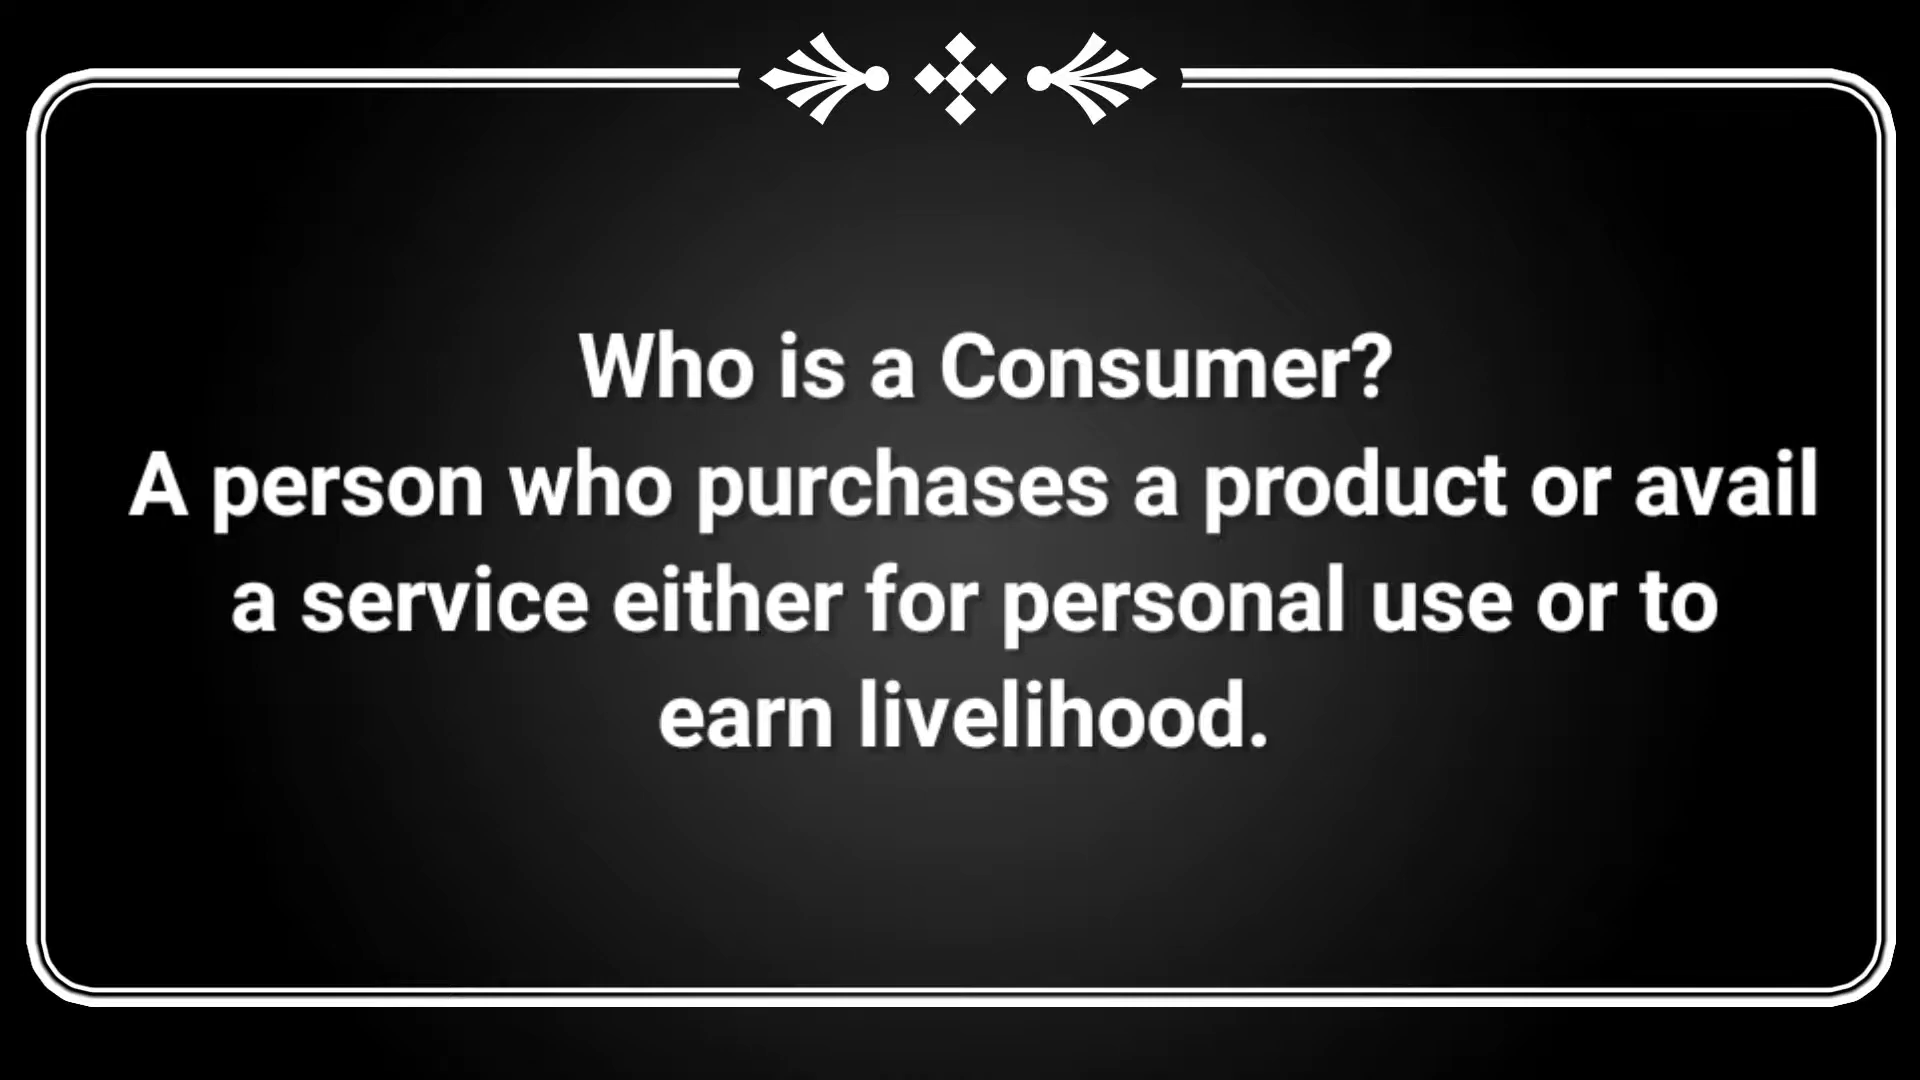 Who is a Consumer?
A person who purchases a product or avail
a service either for personal use or to
earn livelihood.